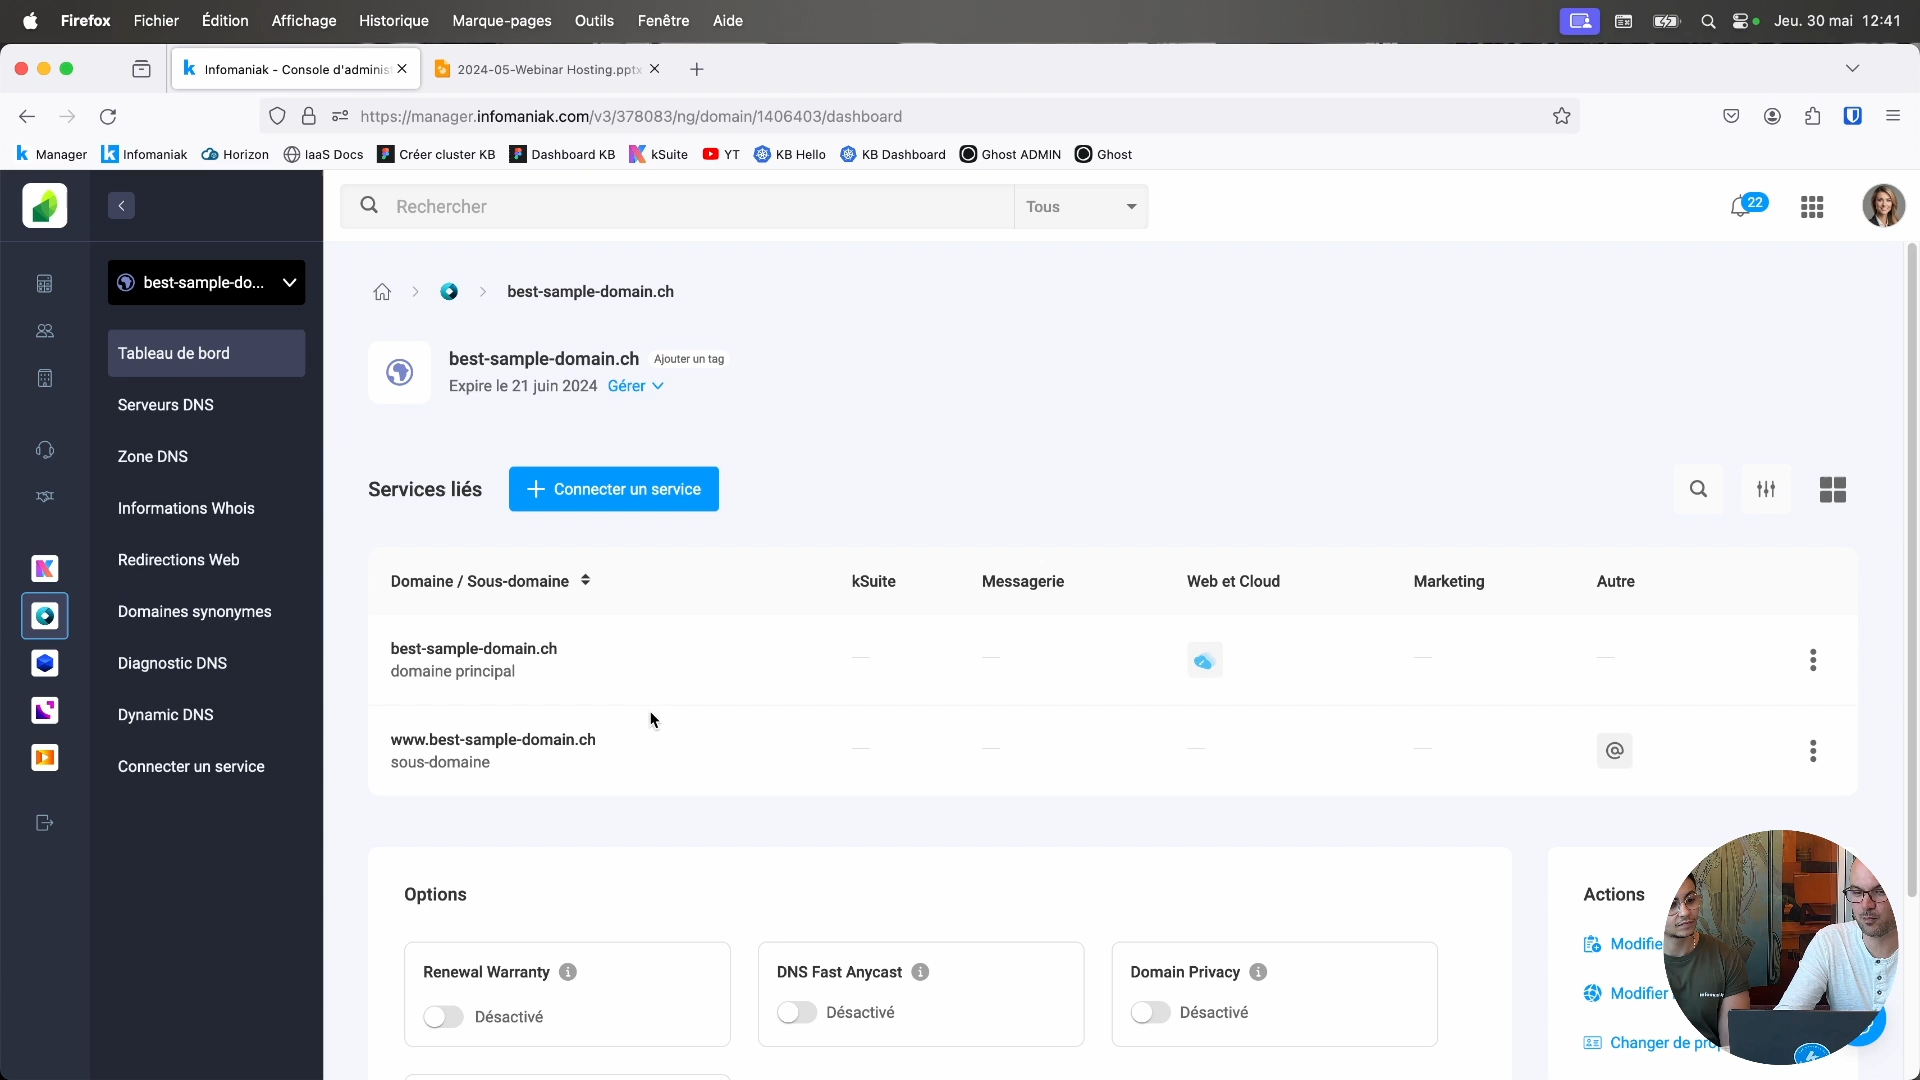 Firefox Fichier Édition Affichage Historique Marque-pages Outils Fenêtre Aide Jeu. 30 mai 12:41
Infomaniak - Console d'adminis 2024-05-Webinar Hosting.pptx
https://manager.infomaniak.com/v3/378083/ng/domain/1406403/dashboard
Manager Infomaniak Horizon IaaS Docs Créer cluster KB Dashboard KB kSuite YT KB Hello KB Dashboard Ghost ADMIN Ghost
Rechercher Tous 22
best-sample-do...
Tableau de bord
Serveurs DNS
Zone DNS
Informations Whois
Redirections Web
Domaines synonymes
Diagnostic DNS
Dynamic DNS
Connecter un service
best-sample-domain.ch
best-sample-domain.ch Ajouter un tag
Expire le 21 juin 2024 Gérer
Services liés Connecter un service
Domaine / Sous-domaine kSuite Messagerie Web et Cloud Marketing Autre
best-sample-domain.ch
domaine principal
www.best-sample-domain.ch
sous-domaine
Options
Renewal Warranty
Désactivé
DNS Fast Anycast
Désactivé
Domain Privacy
Désactivé
Actions
Modifie
Modifier
Changer de prop